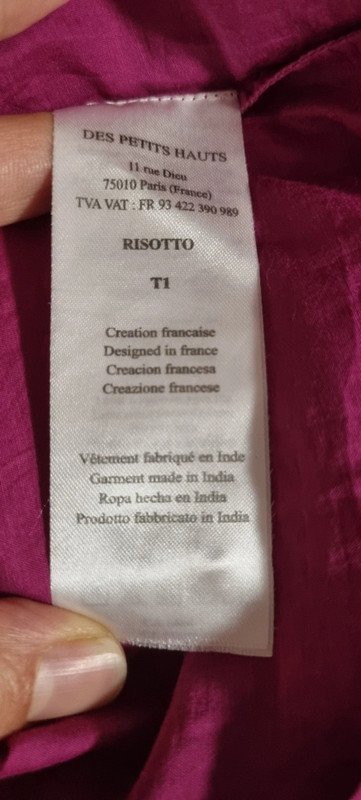 DES PETITS HAUTS
11 rue Dieu
75010 Paris (France)
TVA VAT : FR 93 422 390 989
RISOTTO
T1
Creation francaise
Designed in france
Creacion francesa
Creazione francese
Vêtement fabriqué en Inde
Garment made in India
Ropa hecha en India
Prodotto fabbricato in India